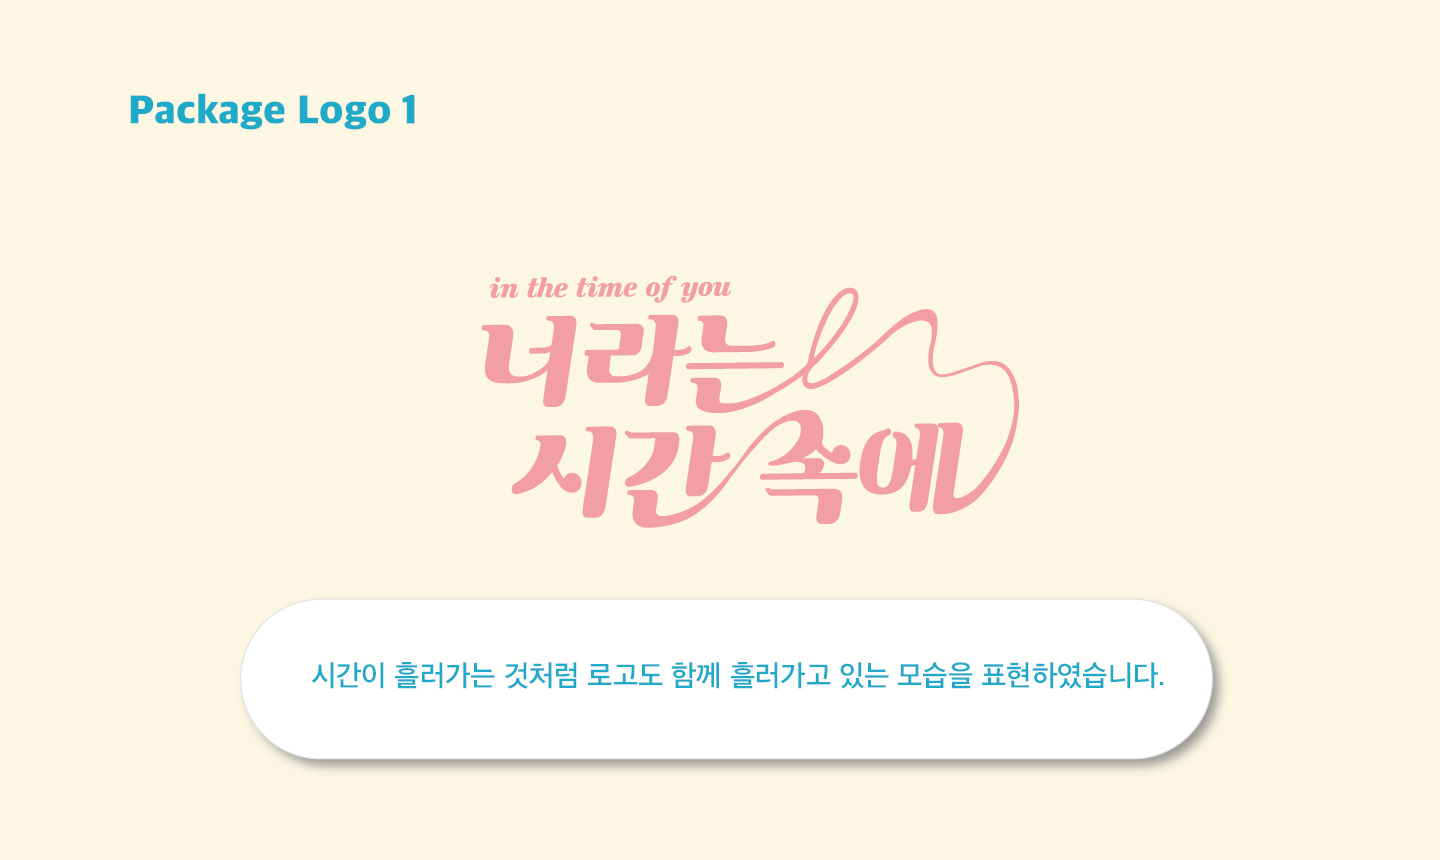 Package Logo 1
in the time of you
너라는
시간 속에
시간이 흘러가는 것처럼 로고도 함께 흘러가고 있는 모습을 표현하였습니다.